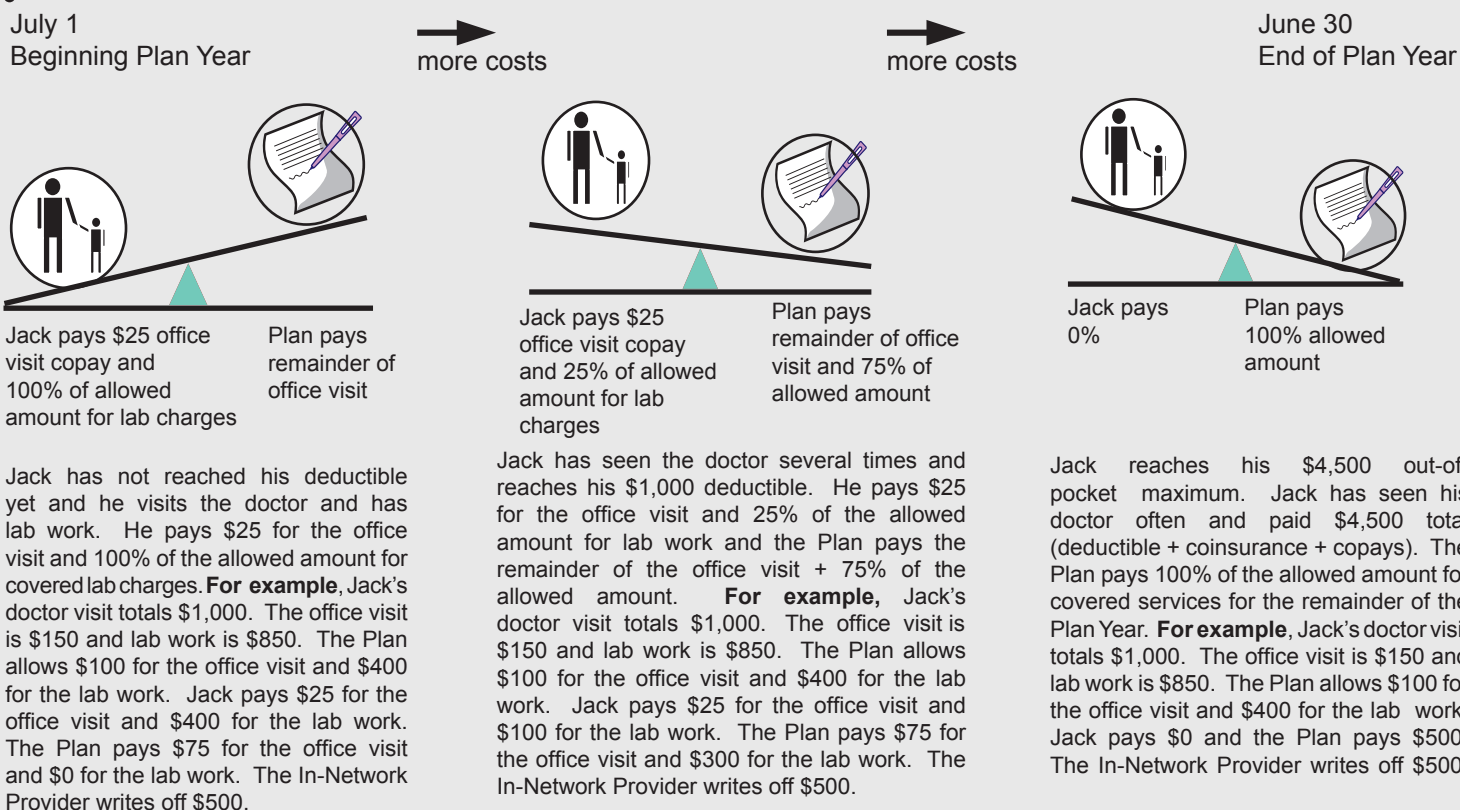 July 1
Beginning Plan Year
more costs
more costs
June 30
End of Plan Year
Jack pays $25 office
visit copay and
100% of allowed
amount for lab charges
Plan pays
remainder of
office visit
Jack has not reached his deductible
yet and he visits the doctor and has
lab work. He pays $25 for the office
visit and 100% of the allowed amount for
covered lab charges. For example, Jack's
doctor visit totals $1,000. The office visit
is $150 and lab work is $850. The Plan
allows $100 for the office visit and $400
for the lab work. Jack pays $25 for the
office visit and $400 for the lab work.
The Plan pays $75 for the office visit
and $0 for the lab work. The In-Network
Provider writes off $500.
Jack pays $25
office visit copay
and 25% of allowed
amount for lab
charges
Plan pays
remainder of office
visit and 75% of
allowed amount
Jack has seen the doctor several times and
reaches his $1,000 deductible. He pays $25
for the office visit and 25% of the allowed
amount for lab work and the Plan pays the
remainder of the office visit + 75% of the
allowed amount. For example, Jack's
doctor visit totals $1,000. The office visit is
$150 and lab work is $850. The Plan allows
$100 for the office visit and $400 for the lab
work. Jack pays $25 for the office visit and
$100 for the lab work. The Plan pays $75 for
the office visit and $300 for the lab work. The
In-Network Provider writes off $500.
Jack pays
0%
Plan pays
100% allowed
amount
Jack reaches his $4,500 out-of
pocket maximum. Jack has seen his
doctor often and paid $4,500 tota
(deductible + coinsurance + copays). The
Plan pays 100% of the allowed amount fo
covered services for the remainder of the
Plan Year. For example, Jack's doctor visi
totals $1,000. The office visit is $150 and
lab work is $850. The Plan allows $100 fo
the office visit and $400 for the lab work
Jack pays $0 and the Plan pays $500
The In-Network Provider writes off $500